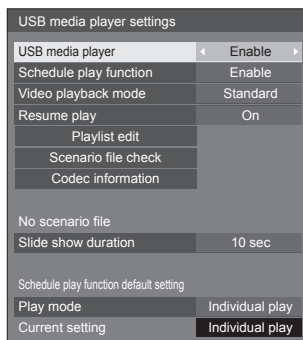 USB media player settings
USB media player Enable
Schedule play function Enable
Video playback mode Standard
Resume play On
Playlist edit
Scenario file check
Codec information
No scenario file
Slide show duration 10 sec
Schedule play function default setting
Play mode Individual play
Current setting Individual play